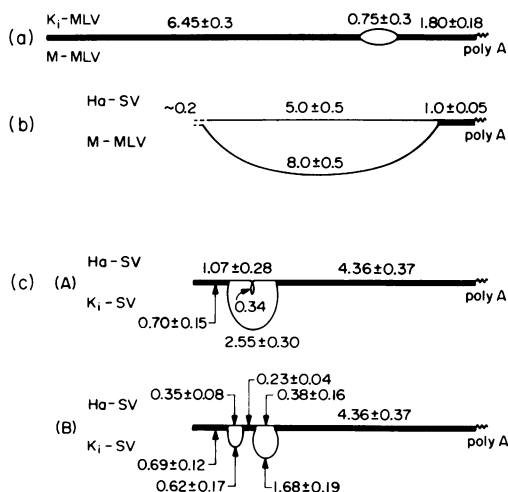 Ki-MLV 6.45±0.3 0.75±0.3 1.80±0.18
(a)
M-MLV poly A
Ha-SV ~0.2 5.0±0.5 1.0±0.05
(b)
M-MLV poly A
8.0±0.5
Ha-SV 1.07±0.28 4.36±0.37
(c) (A)
Ki-SV 0.34 poly A
0.70±0.15
2.55±0.30
0.23±0.04
0.35±0.08 0.38±0.16
Ha-SV 4.36±0.37
(B)
Ki-SV poly A
0.69±0.12
0.62±0.17 1.68±0.19